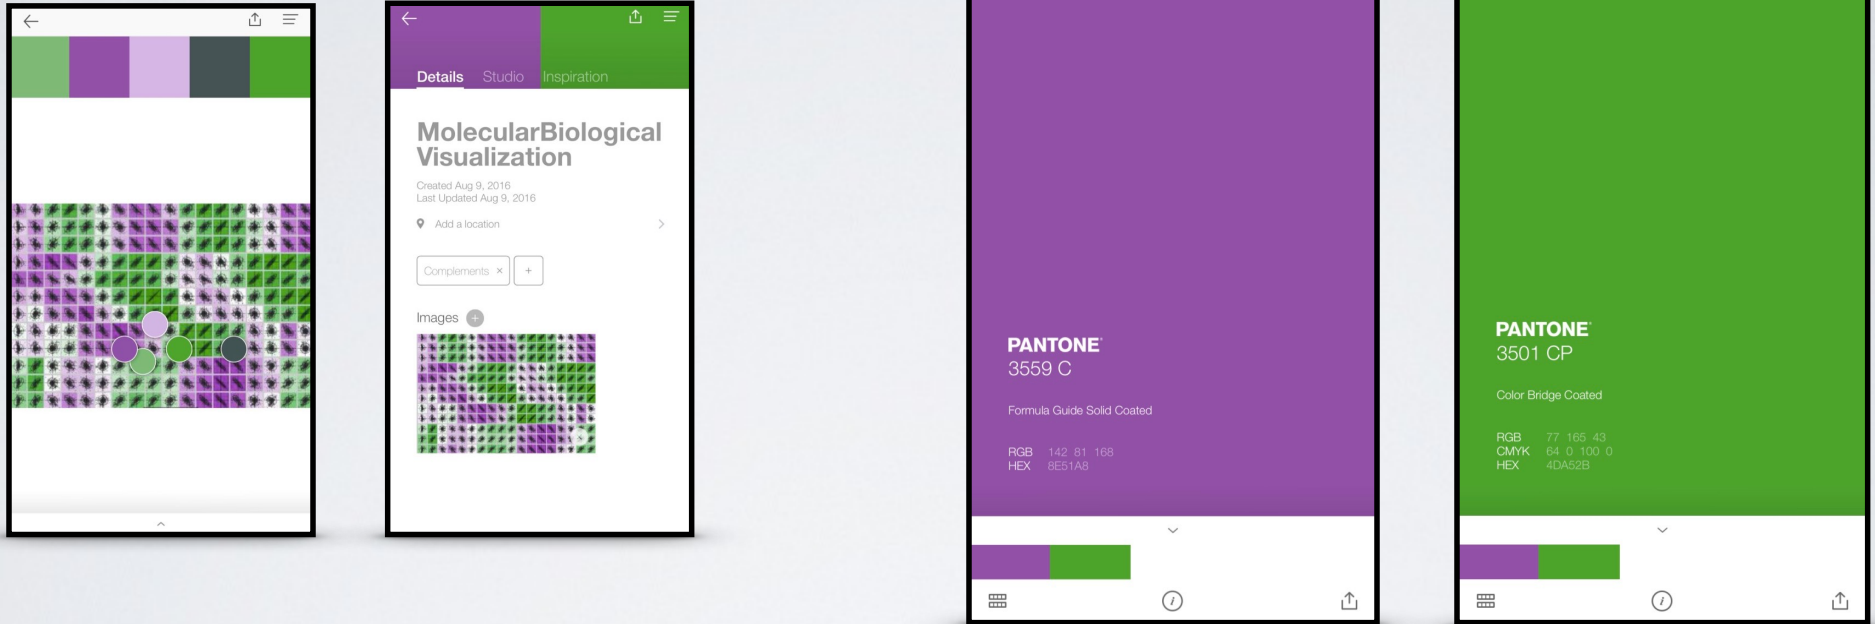 Details Studio Inspiration
MolecularBiological
Visualization
Created Aug 9, 2016
Last Updated Aug 9, 2016
Add a location
Complements ×
+
Images +
PANTONE®
3559 C
Formula Guide Solid Coated
RGB 142 81 168
HEX 8E51A8
PANTONE®
3501 CP
Color Bridge Coated
RGB 77 165 43
CMYK 64 0 100 0
HEX 4DA52B